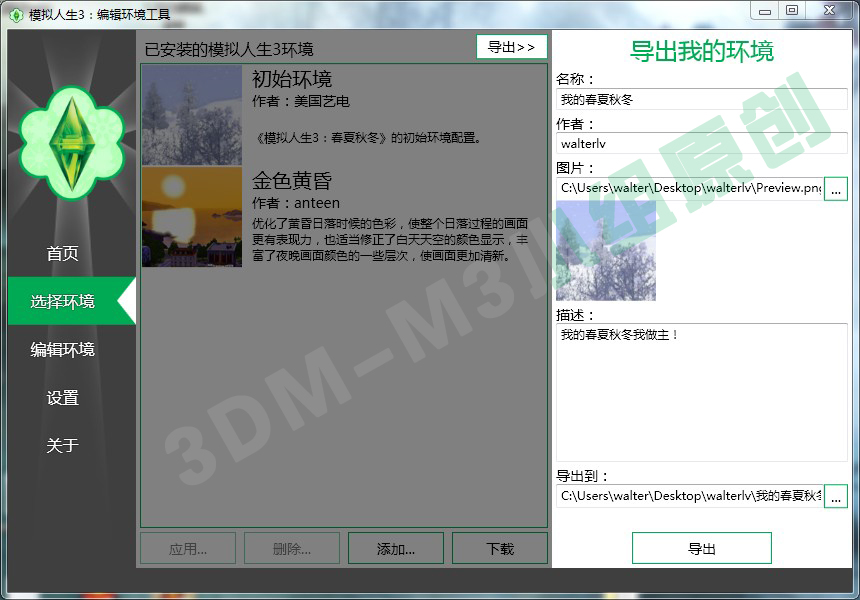 模拟人生3：编辑环境工具
首页
选择环境
编辑环境
设置
关于
已安装的模拟人生3环境
导出>>
初始环境
作者：美国艺电
《模拟人生3：春夏秋冬》的初始环境配置。
金色黄昏
作者：anteen
优化了黄昏日落时候的色彩，使整个日落过程的画面
更有表现力，也适当修正了白天天空的颜色显示，丰
富了夜晚画面颜色的一些层次，使画面更加清新。
应用...
删除...
添加...
下载
导出我的环境
名称：
我的春夏秋冬
作者：
walterlv
图片：
C:\Users\walter\Desktop\walterlv\Preview.png
...
描述：
我的春夏秋冬我做主！
导出到：
C:\Users\walter\Desktop\walterlv\我的春夏秋
...
导出
3DM-M3小组原创